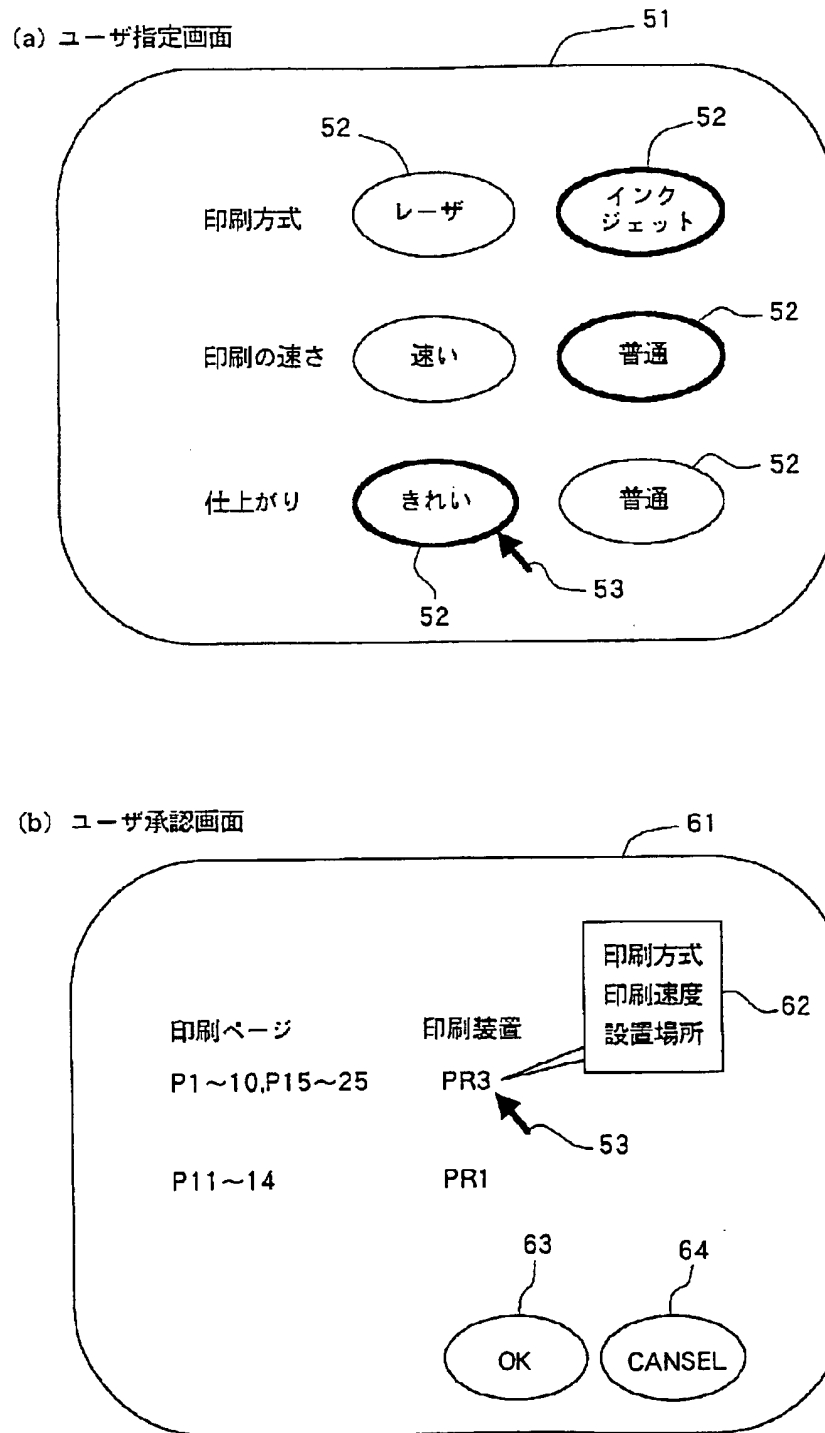 (a) ユーザ指定画面
51
52
52
印刷方式
レーザ
インク
ジェット
52
印刷の速さ
速い
普通
52
仕上がり
きれい
普通
52
53
(b) ユーザ承認画面
61
印刷方式
印刷速度
設置場所
62
印刷ページ
印刷装置
P1～10,P15～25
PR3
53
P11～14
PR1
63
64
OK
CANSEL